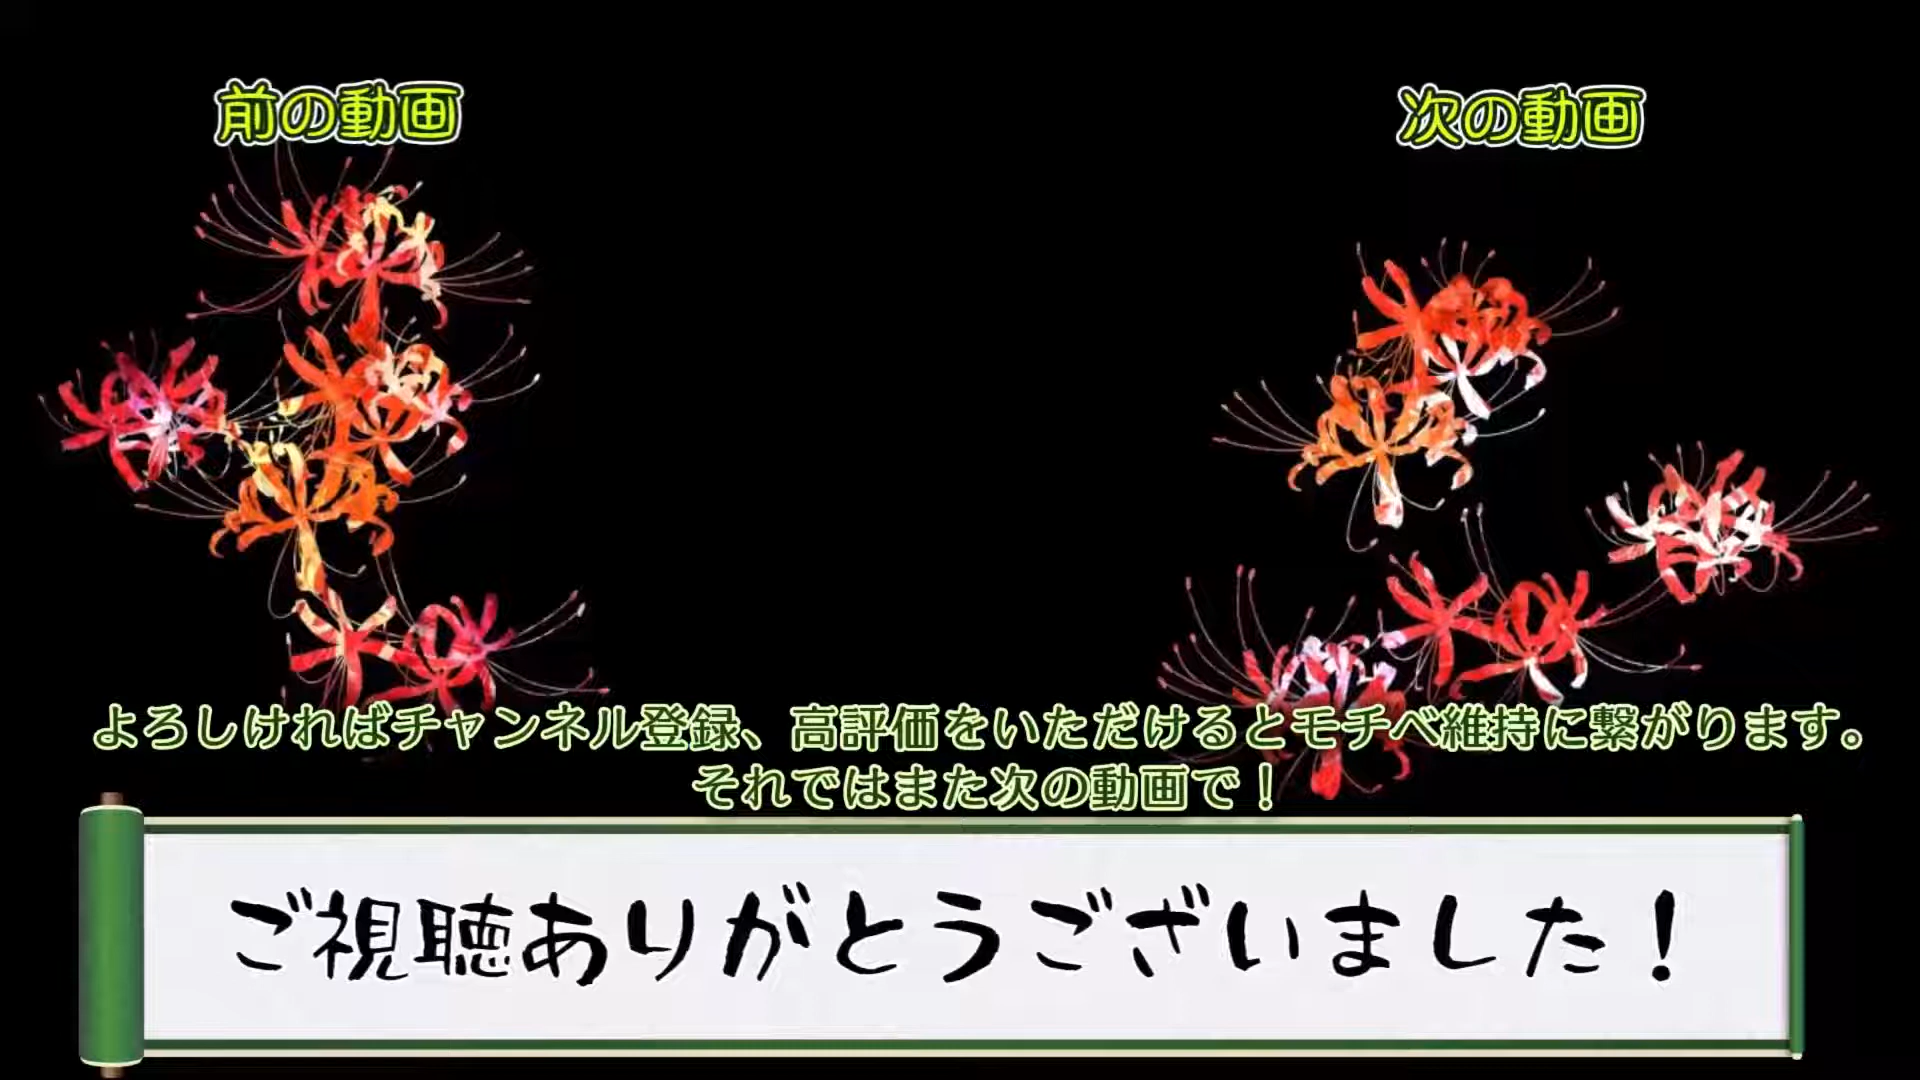 前の動画
次の動画
よろしければチャンネル登録、高評価をいただけるとモチベ維持に繋がります。
それではまた次の動画で！
ご視聴ありがとうございました！